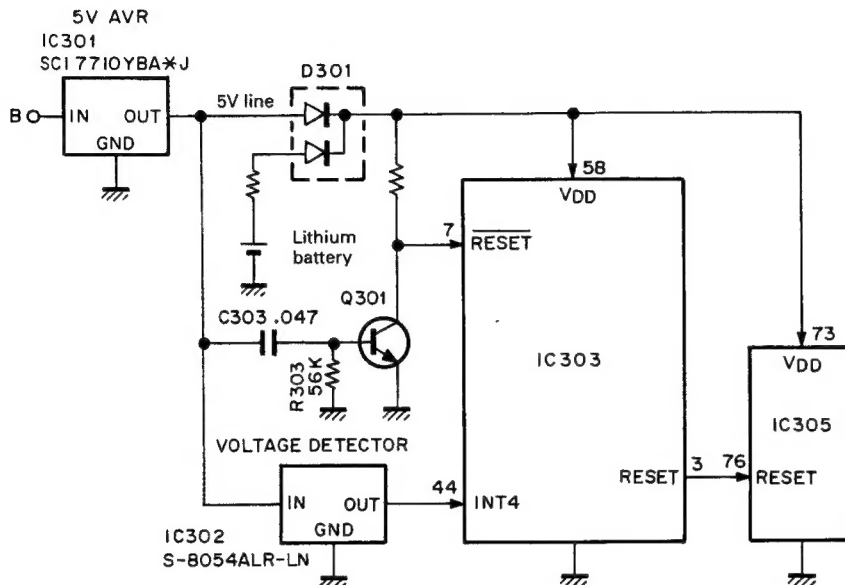 5V AVR
IC301
SCI7710YBA*J
D301
B
IN
OUT
GND
5V line
58
VDD
7
RESET
Lithium
battery
Q301
C303 .047
R303
56K
IC303
73
VDD
IC305
VOLTAGE DETECTOR
IN
OUT
GND
44
INT4
RESET
3
76
RESET
IC302
S-8054ALR-LN